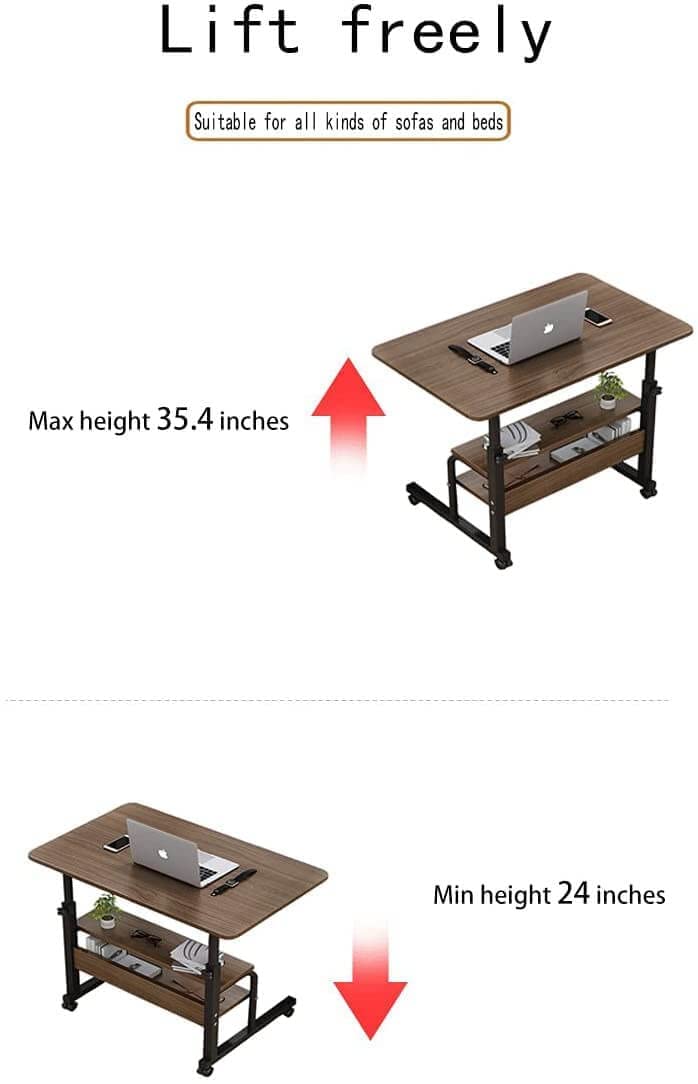 Lift freely
Suitable for all kinds of sofas and beds
Max height 35.4 inches
Min height 24 inches